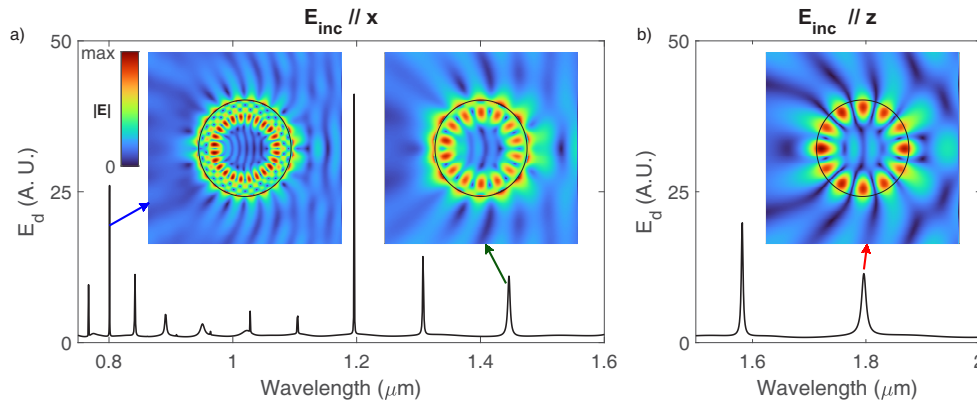 E_inc // x
E_inc // z
a)
b)
50
25
0
E_d (A. U.)
max
|E|
0
0.8
1
1.2
1.4
1.6
Wavelength (μm)
50
25
0
E_d (A.U.)
1.6
1.8
2
Wavelength (μm)